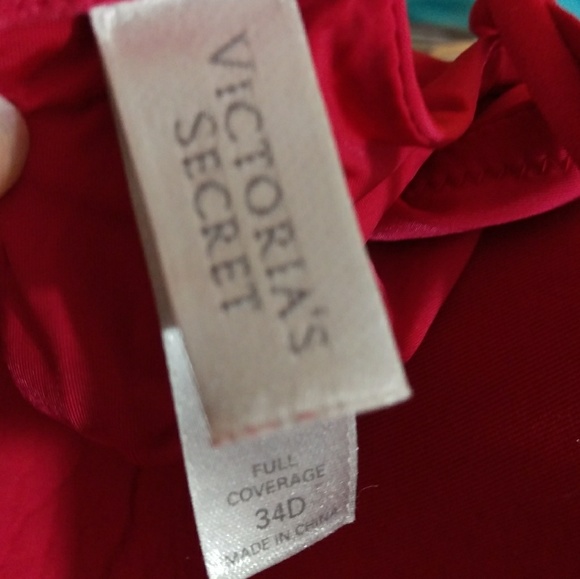 VICTORIA'S
SECRET
FULL
COVERAGE
34D
MADE IN CHINA